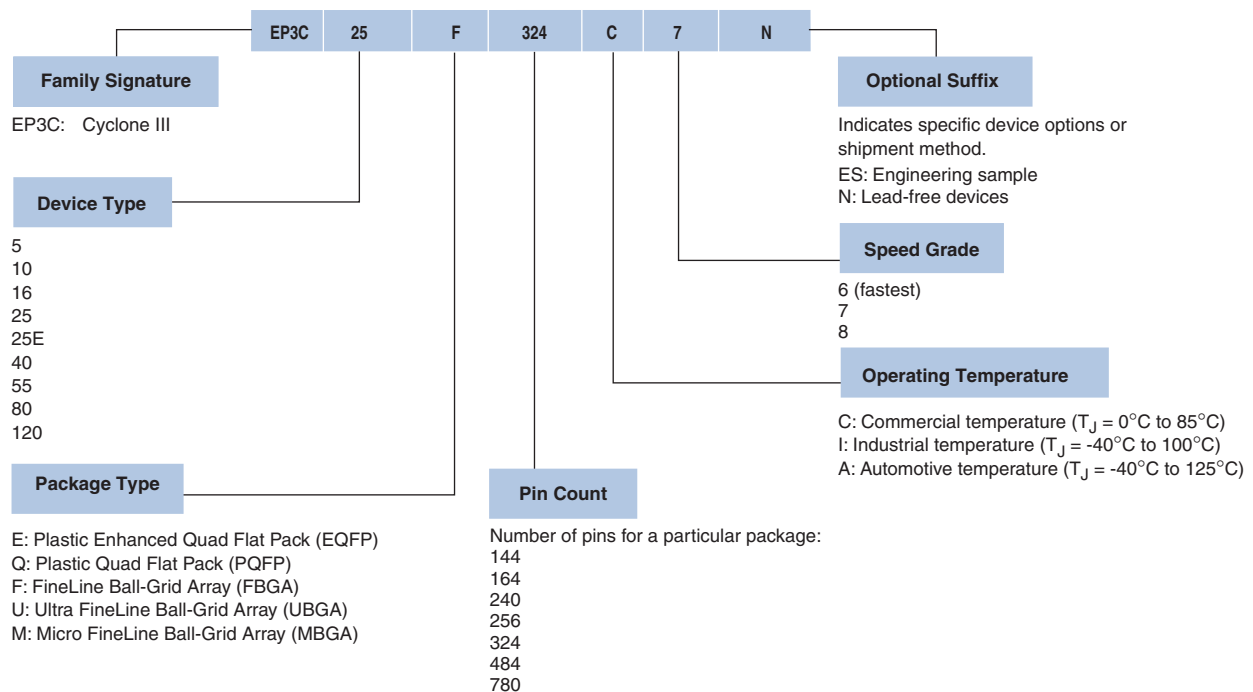 EP3C 25 F 324 C 7 N
Family Signature
EP3C: Cyclone III
Device Type
5
10
16
25
25E
40
55
80
120
Package Type
E: Plastic Enhanced Quad Flat Pack (EQFP)
Q: Plastic Quad Flat Pack (PQFP)
F: FineLine Ball-Grid Array (FBGA)
U: Ultra FineLine Ball-Grid Array (UBGA)
M: Micro FineLine Ball-Grid Array (MBGA)
Pin Count
Number of pins for a particular package:
144
164
240
256
324
484
780
Optional Suffix
Indicates specific device options or
shipment method.
ES: Engineering sample
N: Lead-free devices
Speed Grade
6 (fastest)
7
8
Operating Temperature
C: Commercial temperature (TJ = 0°C to 85°C)
I: Industrial temperature (TJ = -40°C to 100°C)
A: Automotive temperature (TJ = -40°C to 125°C)